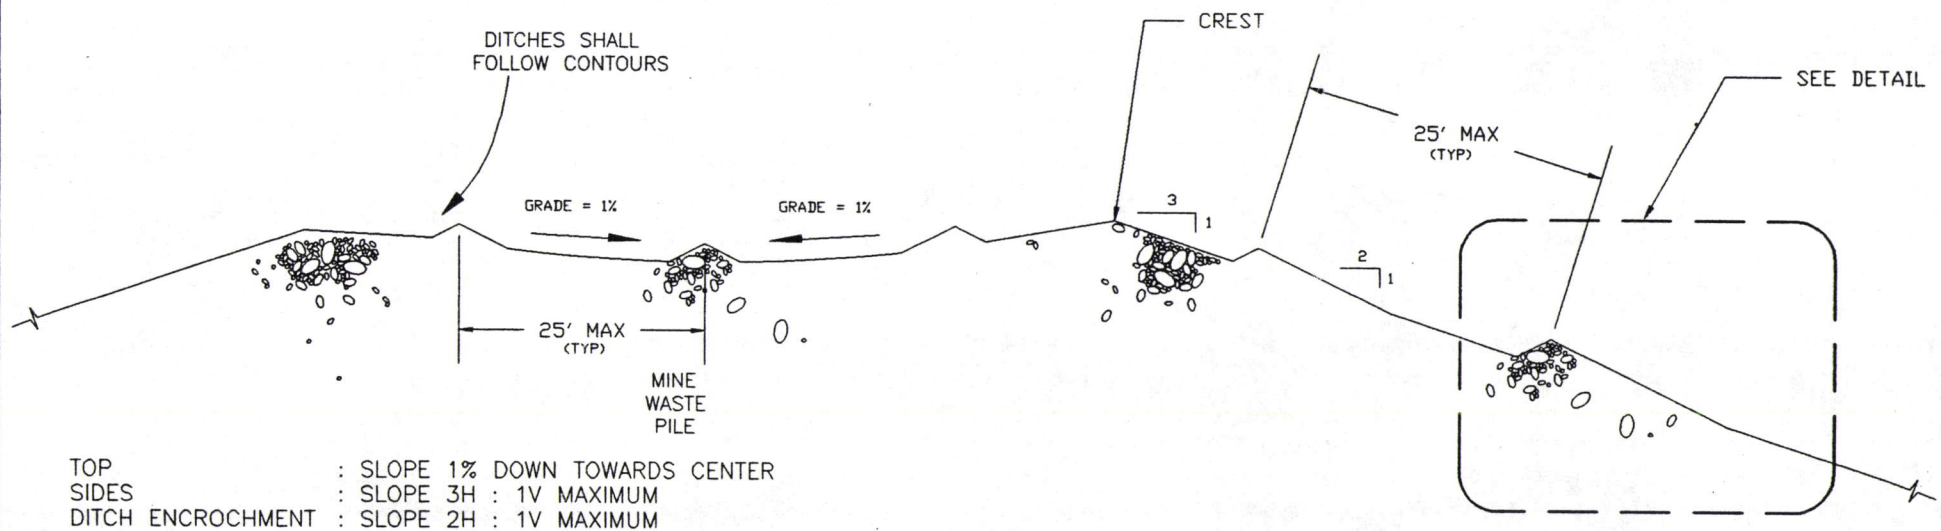 CREST
DITCHES SHALL
FOLLOW CONTOURS
SEE DETAIL
25' MAX
(TYP)
GRADE = 1%
GRADE = 1%
3
1
2
1
25' MAX
(TYP)
MINE
WASTE
PILE
TOP : SLOPE 1% DOWN TOWARDS CENTER
SIDES : SLOPE 3H : 1V MAXIMUM
DITCH ENCROCHMENT : SLOPE 2H : 1V MAXIMUM